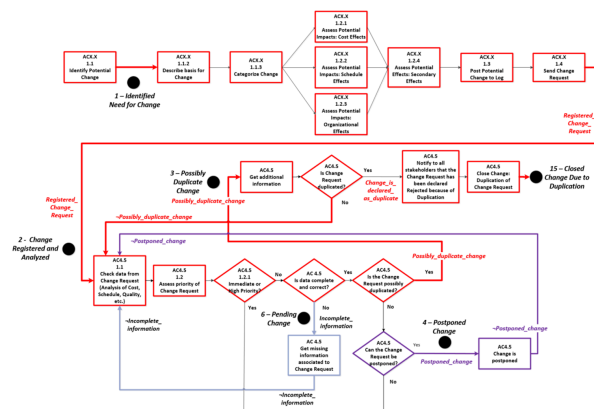 ACX.X
1.1
Identify Potential
Change
ACX.X
1.1.2
Describe basis for
Change
ACX.X
1.1.3
Categorize Change
ACX.X
1.2.1
Assess Potential
Impacts: Cost Effects
ACX.X
1.2.2
Assess Potential
Impacts: Schedule Effects
ACX.X
1.2.3
Assess Potential
Impacts:
Organizational
Effects
ACX.X
1.2.4
Assess Potential
Effects: Secondary
Effects
ACX.X
1.3
Post Potential
Change to Log
ACX.X
1.4
Send Change
Request
1 – Identified
Need for Change
Registered_
Change_
Request
3 – Possibly
Duplicate
Change
Possibly_duplicate_change
AC4.5
Get additional
information
AC4.5
Is Change
Request
duplicated?
Yes
Change_is_
declared_
as_duplicate
No
AC4.5
Notify to all
stakeholders that the
Change Request has
been declared
Rejected because of
Duplication
AC4.5
Close Change:
Duplication of
Change Request
15 – Closed
Change Due to
Duplication
Registered_
Change_
Request
~Possibly_duplicate_change
2 - Change
Registered and
Analyzed
~Postponed_change
Possibly_duplicate_change
AC4.5
1.1
Check data from
Change Request
(Analysis of Cost,
Schedule, Quality,
etc.)
AC4.5
1.2
Assess priority of
Change Request
AC4.5
1.2.1
Immediate or
High Priority?
No
AC 4.5
Is data complete
and correct?
Yes
AC4.5
Is the Change
Request possibly
duplicated?
Yes
~Incomplete_
information
6 – Pending
Change
No
Incomplete_
information
No
4 – Postponed
Change
~Postponed_change
AC 4.5
Get missing
information
associated to
Change Request
AC4.5
Can the Change
Request be
postponed?
Yes
Postponed_change
AC4.5
Change is
postponed
~Incomplete_
information
No